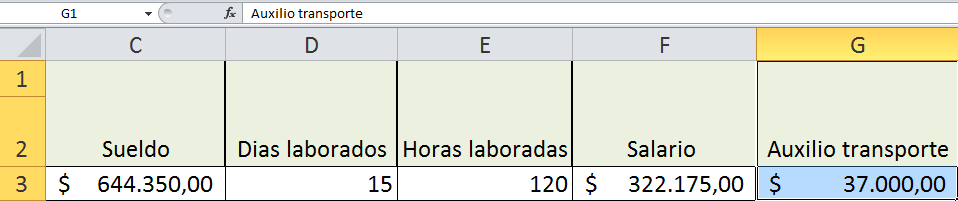 G1 fx Auxilio transporte
C D E F G
1
2 Sueldo Dias laborados Horas laboradas Salario Auxilio transporte
3 $ 644.350,00 15 120 $ 322.175,00 $ 37.000,00